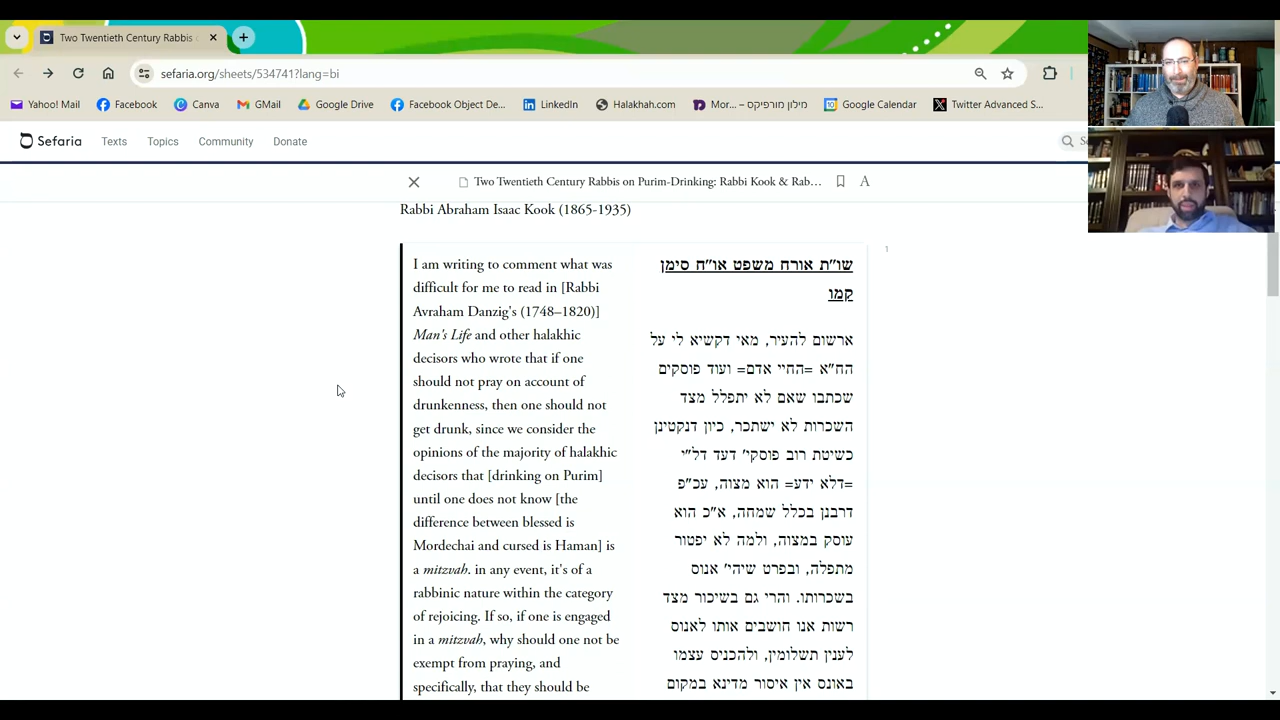 Two Twentieth Century Rabbis
sefaria.org/sheets/534741?lang=bi
Yahoo! Mail
Facebook
Canva
GMail
Google Drive
Facebook Object De...
LinkedIn
Halakhah.com
Mor... – מילון מורפיקס
Google Calendar
Twitter Advanced S...
Sefaria
Texts
Topics
Community
Donate
Two Twentieth Century Rabbis on Purim-Drinking: Rabbi Kook & Rab...
A
Rabbi Abraham Isaac Kook (1865-1935)
1
I am writing to comment what was
difficult for me to read in [Rabbi
Avraham Danzig's (1748–1820)]
Man's Life and other halakhic
decisors who wrote that if one
should not pray on account of
drunkenness, then one should not
get drunk, since we consider the
opinions of the majority of halakhic
decisors that [drinking on Purim]
until one does not know [the
difference between blessed is
Mordechai and cursed is Haman] is
a mitzvah. in any event, it's of a
rabbinic nature within the category
of rejoicing. If so, if one is engaged
in a mitzvah, why should one not be
exempt from praying, and
specifically, that they should be
שו"ת אורח משפט או"ח סימן
קמו
ארשום להעיר, מאי דקשיא לי על
הח"א =החיי אדם= ועוד פוסקים
שכתבו שאם לא יתפלל מצד
השכרות לא ישתכר, כיון דנקטינן
כשיטת רוב פוסקי' דעד דל"י
=דלא ידע= הוא מצוה, עכ"פ
דרבנן בכלל שמחה, א"כ הוא
עוסק במצוה, ולמה לא יפטור
מתפלה, ובפרט שיהי' אנוס
בשכרותו. והרי גם בשיכור מצד
רשות אנו חושבים אותו לאנוס
לענין תשלומין, ולהכניס עצמו
באונס אין איסור מדינא במקום